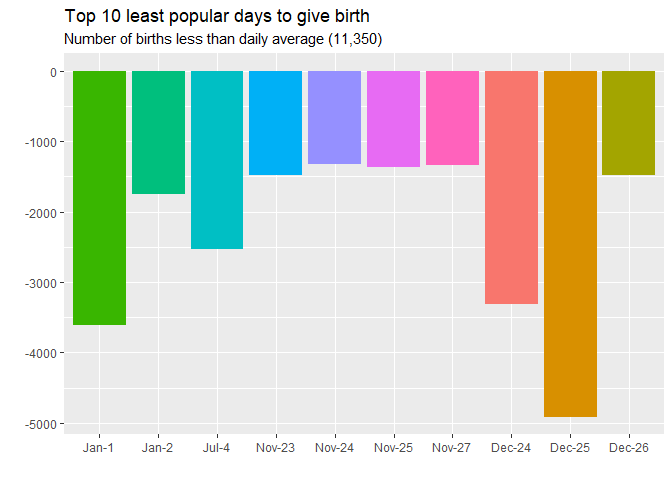 Top 10 least popular days to give birth
Number of births less than daily average (11,350)
0
-1000
-2000
-3000
-4000
-5000
Jan-1 Jan-2 Jul-4 Nov-23 Nov-24 Nov-25 Nov-27 Dec-24 Dec-25 Dec-26